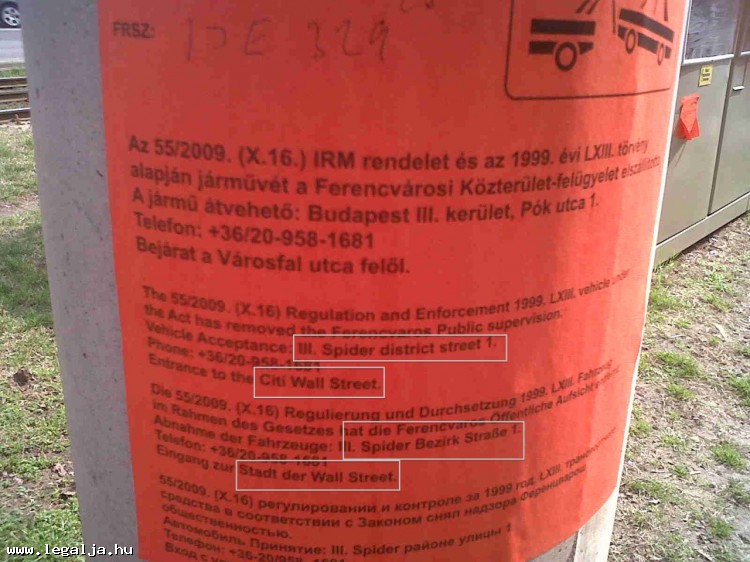 FRSZ: IDE 329
Az 55/2009. (X.16.) IRM rendelet és az 1999. évi LXIII. törvény
alapján járművét a Ferencvárosi Közterület-felügyelet elszállította
A jármű átvehető: Budapest III. kerület, Pók utca 1.
Telefon: +36/20-958-1681
Bejárat a Városfal utca felől.
The 55/2009. (X.16) Regulation and Enforcement 1999. LXIII. vehicle under
the Act has removed the Ferencvaros Public supervision.
Vehicle Acceptance: III. Spider district street 1.
Phone: +36/20-958-1681
Entrance to the Citi Wall Street.
Die 55/2009. (X.16) Regulierung und Durchsetzung 1999. LXIII. Fahrzeug
im Rahmen des Gesetzes hat die Ferencvaros Öffentliche Aufsicht
Abnahme der Fahrzeuge: III. Spider Bezirk Straße 1.
Telefon: +36/20-958-1681
Eingang zur Stadt der Wall Street.
55/2009. (X.16) регулировании и контроле за 1999 год. LXIII. транспортного
средства в соответствии с Законом снял надзора Ференцварош
общественностью.
Автомобиль Принятие: III. Spider районе улицы 1
Телефон: +36-20-958-1681
Вход с
www.legalja.hu